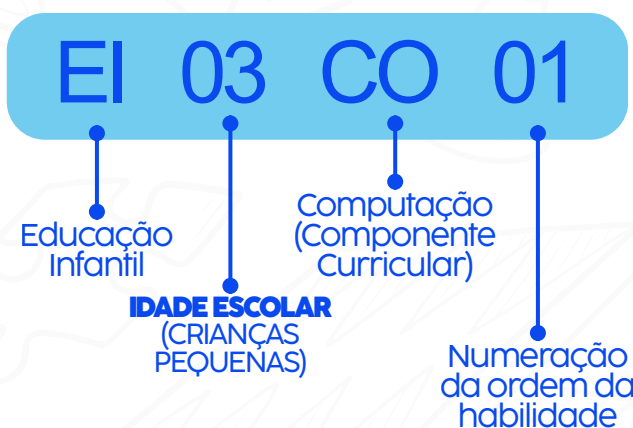 EI 03 CO 01
Educação
Infantil
IDADE ESCOLAR
(CRIANÇAS
PEQUENAS)
Computação
(Componente
Curricular)
Numeração
da ordem da
habilidade